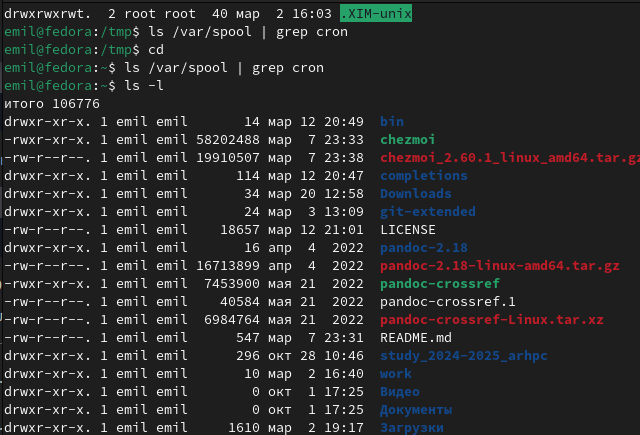 drwxrwxrwt. 2 root root  40 мар  2 16:03 .XIM-unix
emil@fedora:/tmp$ ls /var/spool | grep cron
emil@fedora:/tmp$ cd
emil@fedora:~$ ls /var/spool | grep cron
emil@fedora:~$ ls -l
итого 106776
drwxr-xr-x. 1 emil emil       14 мар 12 20:49 bin
-rwxr-xr-x. 1 emil emil 58202488 мар  7 23:33 chezmoi
-rw-r--r--. 1 emil emil 19910507 мар  7 23:38 chezmoi_2.60.1_linux_amd64.tar.gz
drwxr-xr-x. 1 emil emil      114 мар 12 20:47 completions
drwxr-xr-x. 1 emil emil       34 мар 20 12:58 Downloads
drwxr-xr-x. 1 emil emil       24 мар  3 13:09 git-extended
-rw-r--r--. 1 emil emil    18657 мар 12 21:01 LICENSE
drwxr-xr-x. 1 emil emil       16 апр  4  2022 pandoc-2.18
-rw-r--r--. 1 emil emil 16713899 апр  4  2022 pandoc-2.18-linux-amd64.tar.gz
-rwxr-xr-x. 1 emil emil  7453900 мая 21  2022 pandoc-crossref
-rw-r--r--. 1 emil emil    40584 мая 21  2022 pandoc-crossref.1
-rw-r--r--. 1 emil emil  6984764 мая 21  2022 pandoc-crossref-Linux.tar.xz
-rw-r--r--. 1 emil emil      547 мар  7 23:31 README.md
drwxr-xr-x. 1 emil emil      296 окт 28 10:46 study_2024-2025_arhpc
drwxr-xr-x. 1 emil emil       10 мар  2 16:40 work
drwxr-xr-x. 1 emil emil        0 окт  1 17:25 Видео
drwxr-xr-x. 1 emil emil        0 окт  1 17:25 Документы
drwxr-xr-x. 1 emil emil     1610 мар  2 19:17 Загрузки